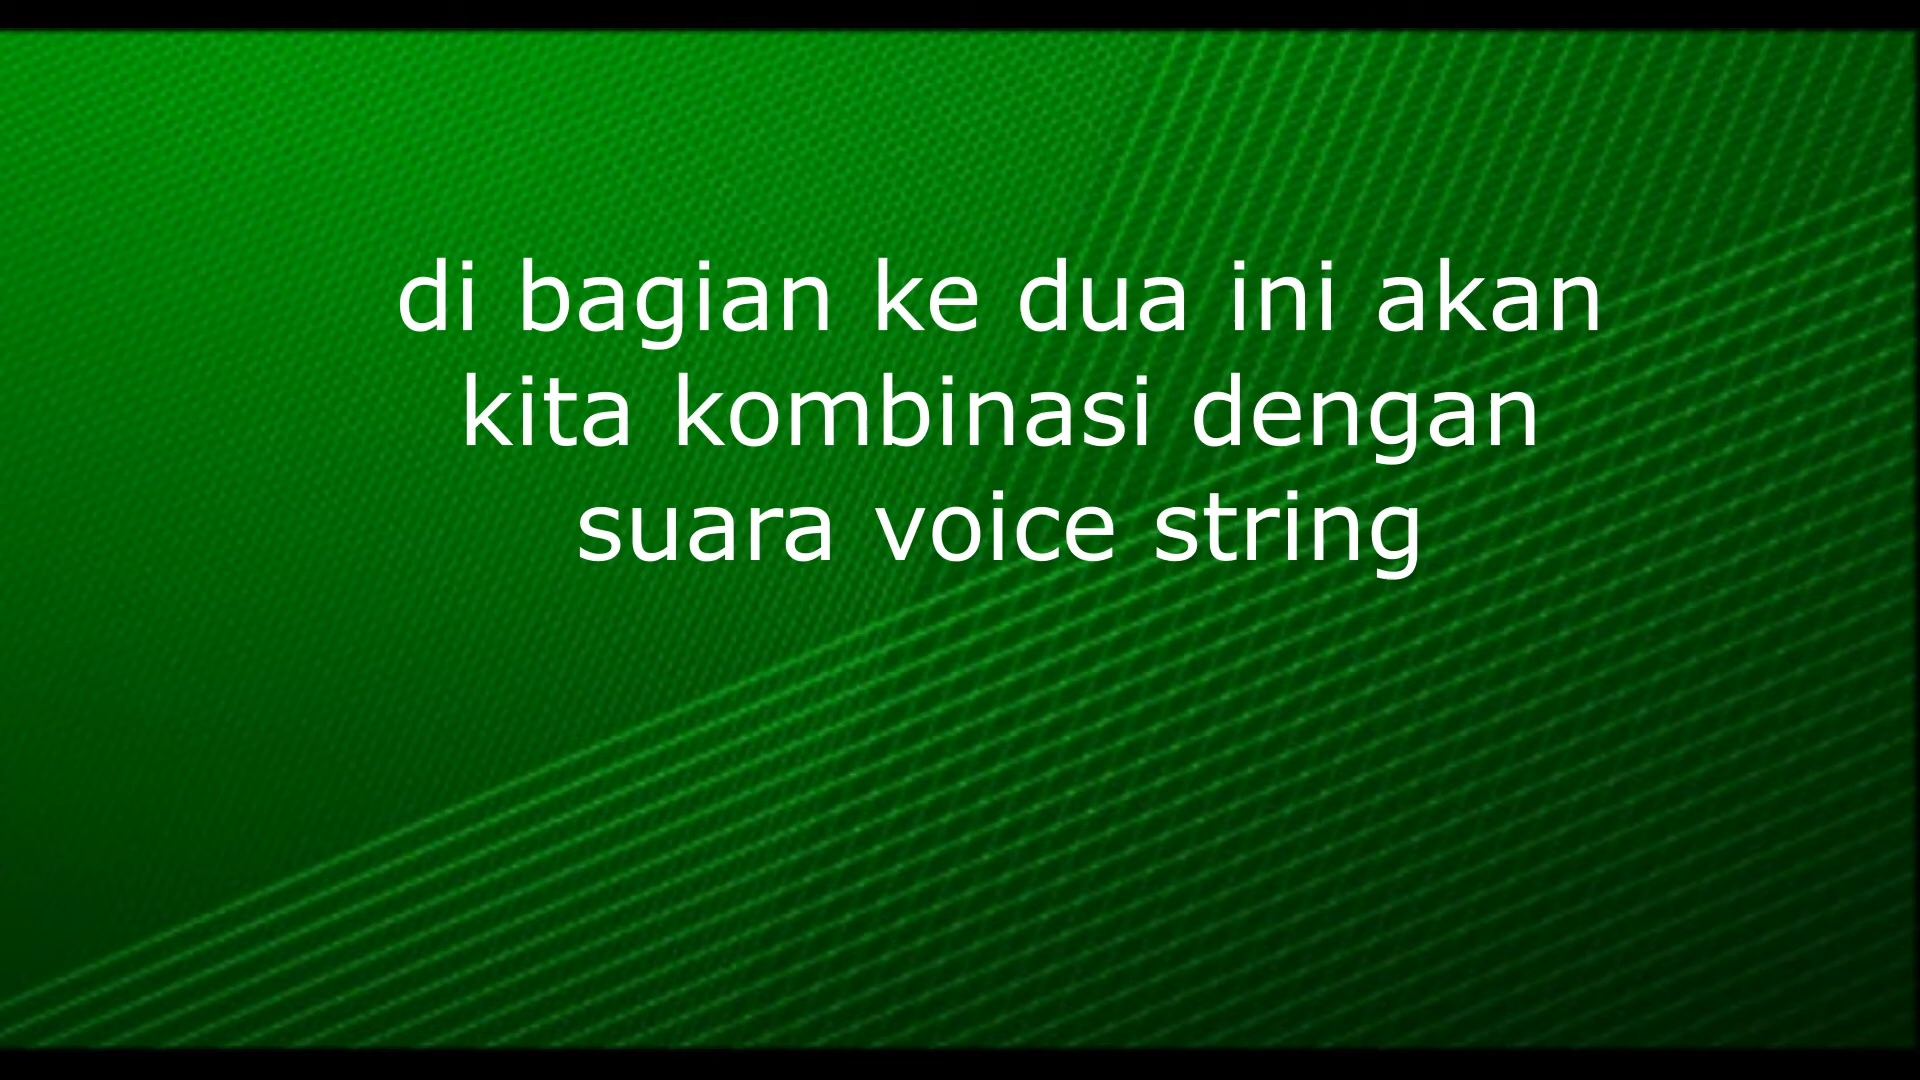 di bagian ke dua ini akan
kita kombinasi dengan
suara voice string